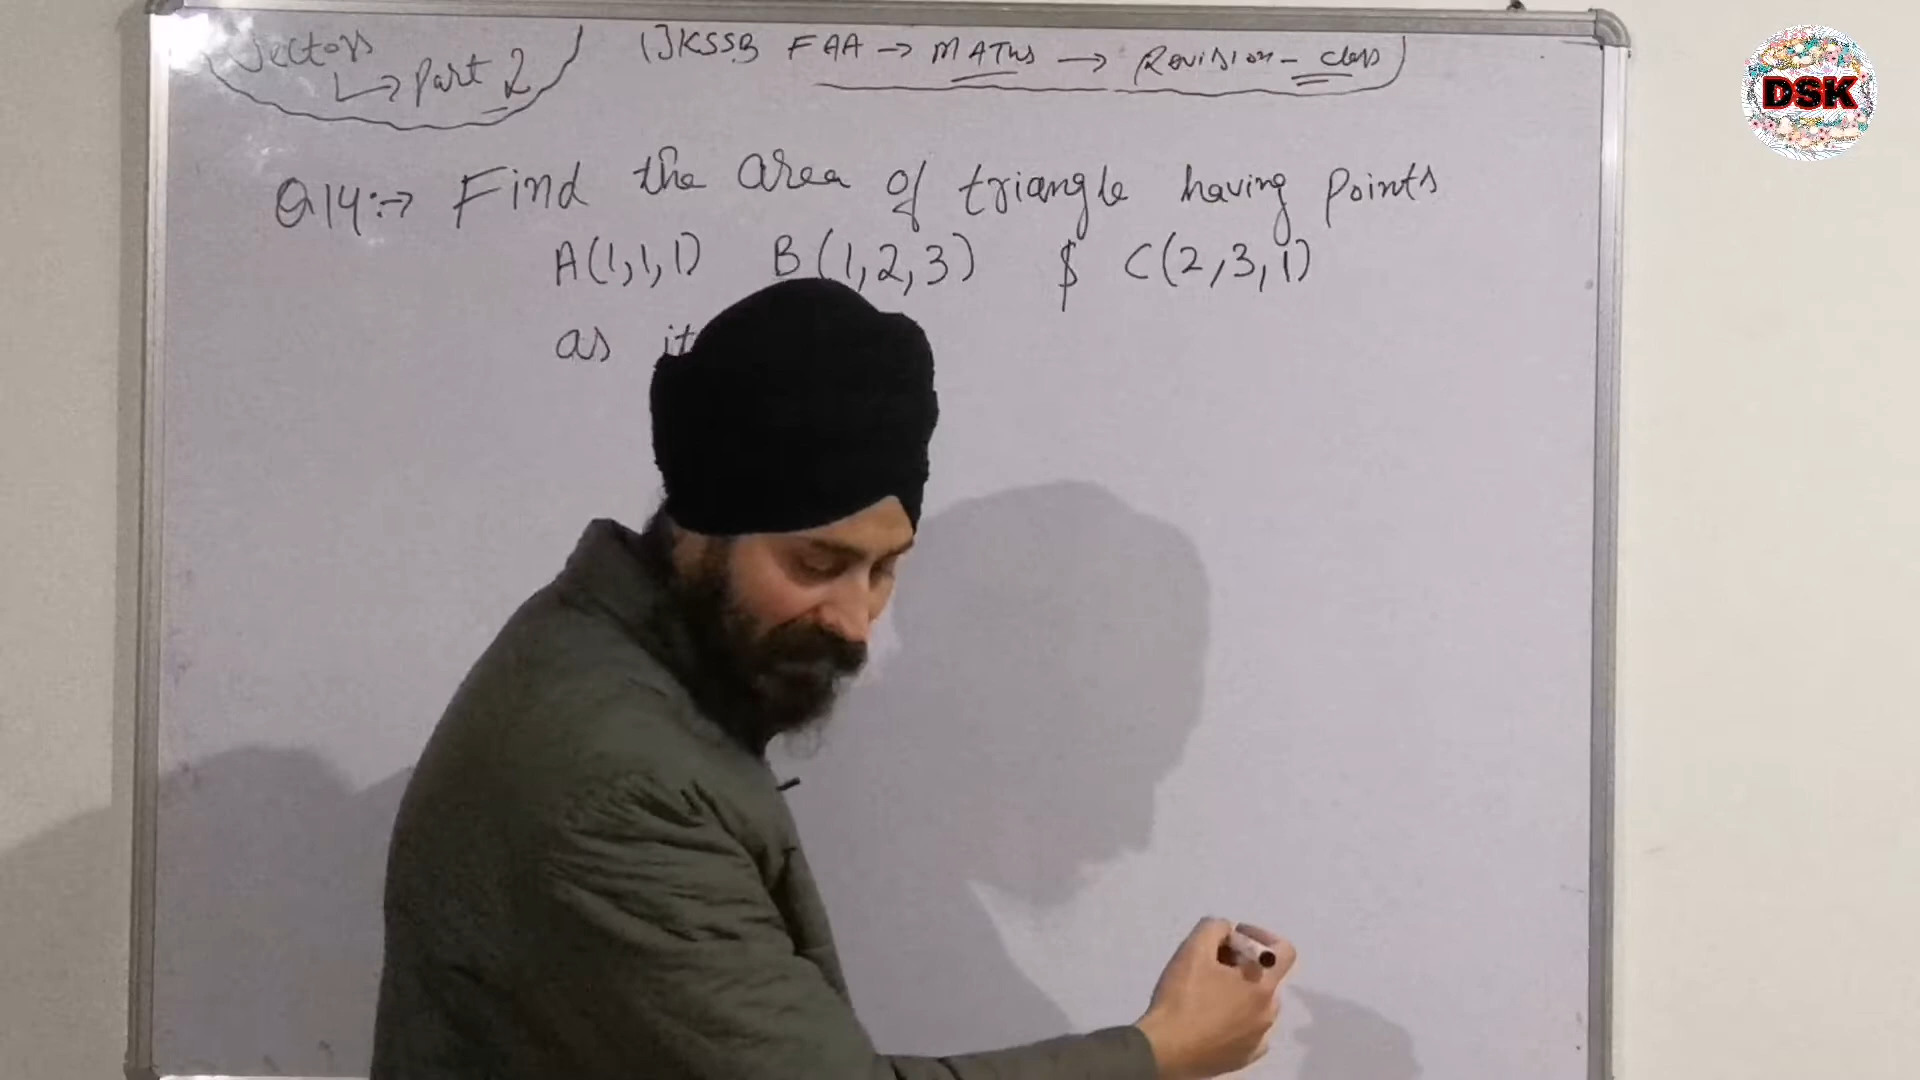 Vectors
↳ Part 2
JKSSB FAA → MATHS → Revision - class
DSK
Q14:→ Find the area of triangle having points
A(1,1,1) B(1,2,3) $ C(2,3,1)
as it